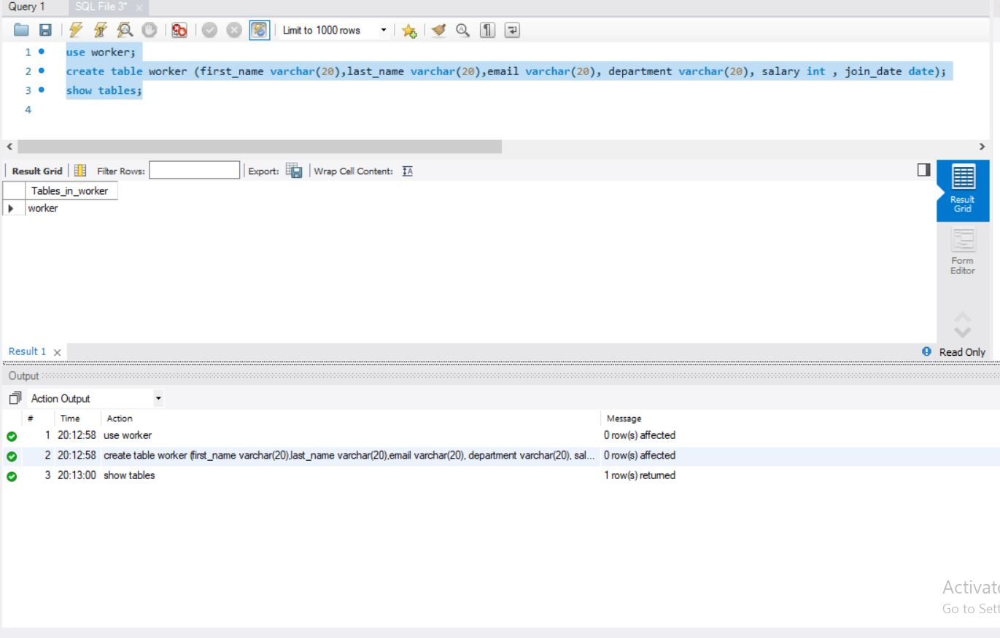 Query 1 SQL File 3*
Limit to 1000 rows
1 use worker;
2 create table worker (first_name varchar(20),last_name varchar(20),email varchar(20), department varchar(20), salary int , join_date date);
3 show tables;
4
Result Grid Filter Rows: Export: Wrap Cell Content:
Tables_in_worker
worker
Result
Grid
Form
Editor
Result 1 Read Only
Output
Action Output
# Time Action Message
1 20:12:58 use worker 0 row(s) affected
2 20:12:58 create table worker (first_name varchar(20),last_name varchar(20),email varchar(20), department varchar(20), sal... 0 row(s) affected
3 20:13:00 show tables 1 row(s) returned
Activate
Go to Sett